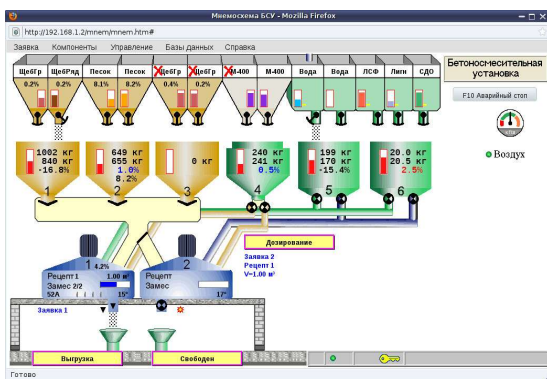 Мнемосхема БСУ - Mozilla Firefox
http://192.168.1.2/mnem/mnem.htm#
Заявка Компоненты Управление Базы данных Справка
ЩебГр ЩебРяд Песок Песок ЩебГр ЩебГр М-400 М-400 Вода Вода ЛСФ Лигн СДО
0.2% 0.2% 8.1% 8.2% 0.4% 0.2%
Бетоносмесительная
установка
F10 Аварийный стоп
Воздух
1002 кг
840 кг
-16.8%
1
649 кг
655 кг
1.0%
8.2%
2
0 кг
3
240 кг
241 кг
0.5%
4
199 кг
170 кг
-15.4%
5
20.0 кг
20.5 кг
2.5%
6
Дозирование
Заявка 2
Рецепт 1
V=1.00 м³
1 4.2%
Рецепт 1 1.00 м³
Замес 2/2
52А 15°
2
Рецепт
Замес
17°
Заявка 1
Выгрузка
Свободен
Готово